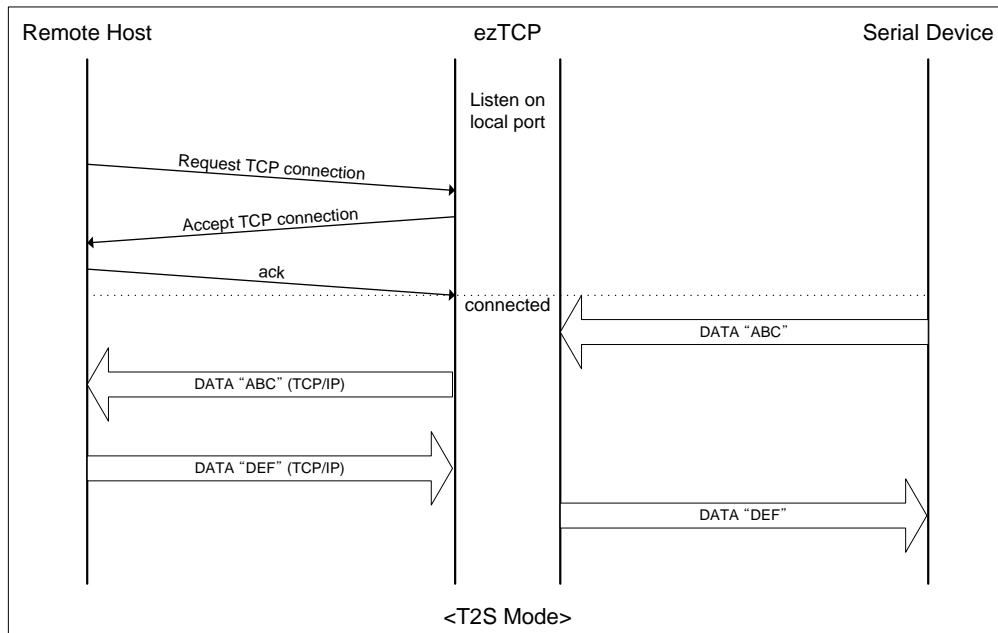 Remote Host ezTCP Serial Device
Listen on
local port
Request TCP connection
Accept TCP connection
ack
connected
DATA “ABC”
DATA “ABC” (TCP/IP)
DATA “DEF” (TCP/IP)
DATA “DEF”
<T2S Mode>